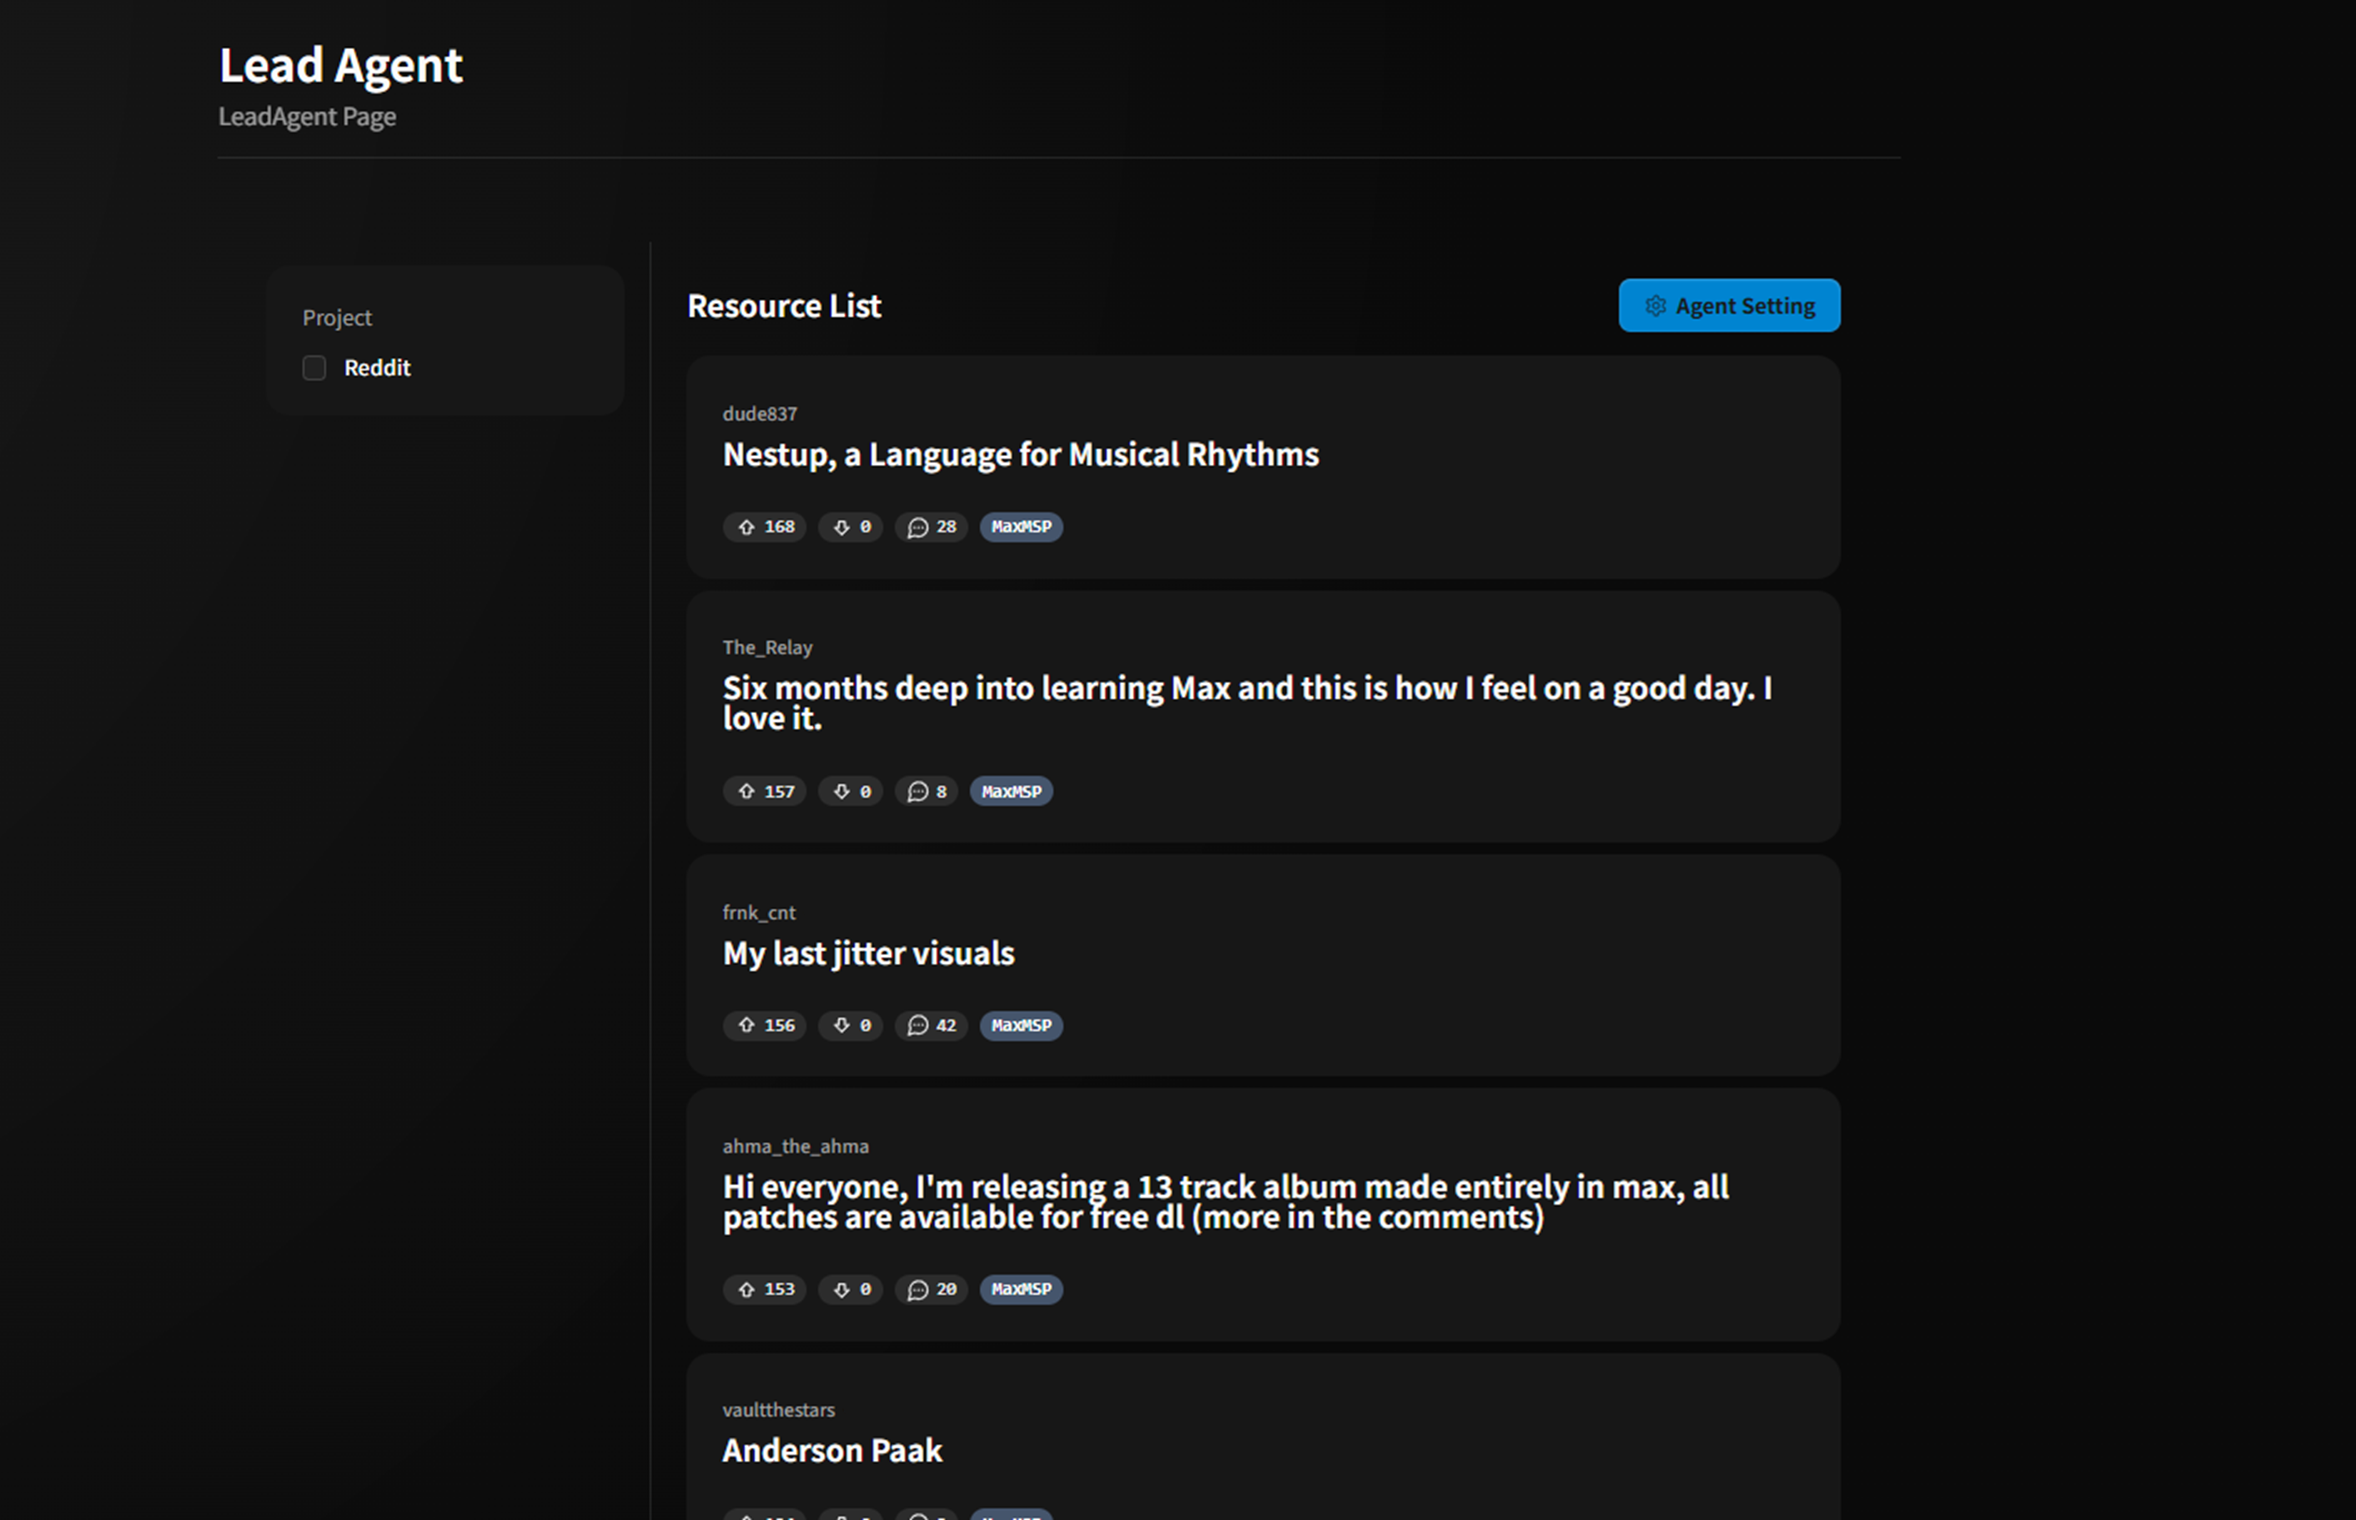 Lead Agent
LeadAgent Page
Project
Reddit
Resource List
Agent Setting
dude837
Nestup, a Language for Musical Rhythms
168 0 28 MaxMSP
The_Relay
Six months deep into learning Max and this is how I feel on a good day. I
love it.
157 0 8 MaxMSP
frnk_cnt
My last jitter visuals
156 0 42 MaxMSP
ahma_the_ahma
Hi everyone, I'm releasing a 13 track album made entirely in max, all
patches are available for free dl (more in the comments)
153 0 20 MaxMSP
vaultthestars
Anderson Paak